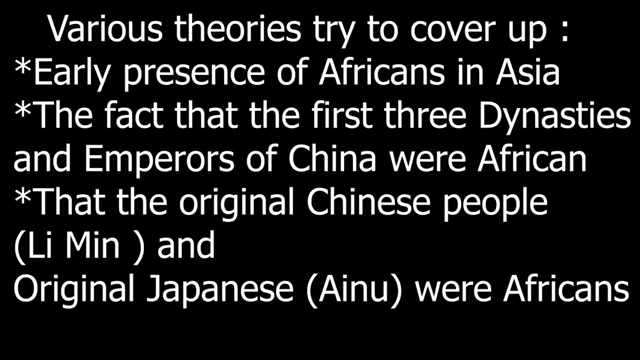 Various theories try to cover up :
*Early presence of Africans in Asia
*The fact that the first three Dynasties
and Emperors of China were African
*That the original Chinese people
(Li Min ) and
Original Japanese (Ainu) were Africans